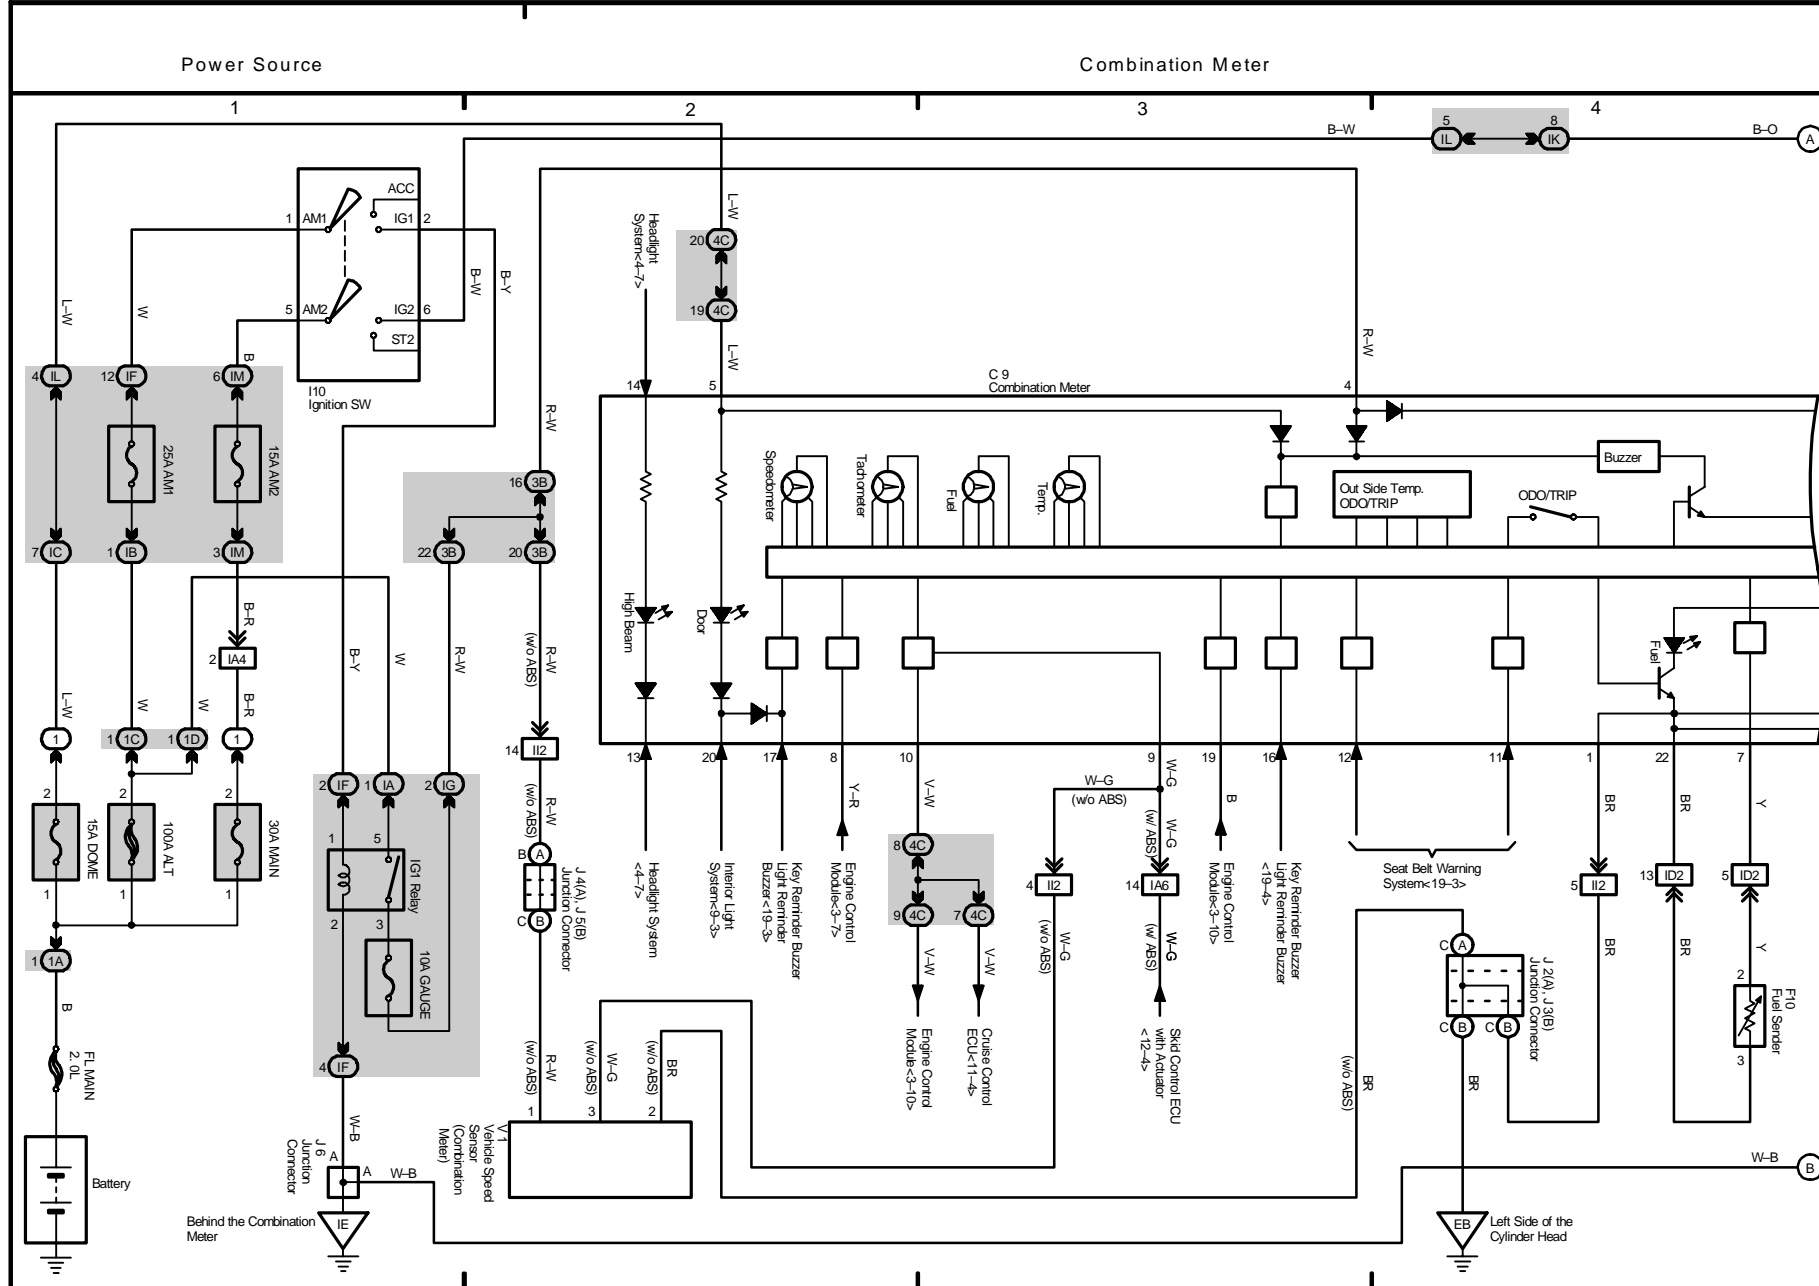 Power Source
Combination Meter
1
2
3
4
B–W
5
IL
8
IK
B–O
A
ACC
1
AM1
IG1
2
5
AM2
IG2
6
ST2
I10
Ignition SW
B–W
B–Y
L–W
W
B
4
IL
12
IF
6
IM
25A AM1
15A AM2
7
IC
1
IB
3
IM
Headlight
System<4–7>
L–W
20
4C
19
4C
L–W
R–W
R–W
16
3B
22
3B
20
3B
14
5
C 9
Combination Meter
4
Speedometer
Tachometer
Fuel
Temp.
Out Side Temp.
ODO/TRIP
ODO/TRIP
Buzzer
High Beam
Door
Fuel
B–R
2
IA4
B–R
L–W
W
W
B–Y
W
R–W
R–W
(w/o ABS)
14
II2
R–W
(w/o ABS)
1
1
1C
1
1D
1
2
2
2
15A DOME
100A ALT
30A MAIN
1
1
1
1
1A
B
FL MAIN
2. 0L
Battery
2
IF
1
IA
2
IG
1
5
IG1 Relay
2
3
10A GAUGE
4
IF
W–B
J 6
Junction
Connector
A
A
W–B
Behind the Combination
Meter
IE
B
A
C
B
J 4(A), J 5(B)
Junction Connector
R–W
(w/o ABS)
W–G
(w/o ABS)
BR
(w/o ABS)
1
3
2
V 1
Vehicle Speed
Sensor
(Combination
Meter)
13
20
17
8
10
9
19
16
12
11
1
22
7
Headlight System
<4–7>
Interior Light
System<9–3>
Key Reminder Buzzer
Light Reminder
Buzzer<19–3>
Y–R
Engine Control
Module<3–7>
V–W
8
4C
9
4C
7
4C
V–W
V–W
Engine Control
Module<3–10>
Cruise Control
ECU<11–4>
W–G
(w/o ABS)
W–G
W–G
(w/ ABS)
4
II2
14
IA6
W–G
(w/o ABS)
W–G
(w/ ABS)
Skid Control ECU
with Actuator
<12–4>
B
Engine Control
Module<3–10>
Key Reminder Buzzer
Light Reminder Buzzer
<19–4>
Seat Belt Warning
System<19–3>
BR
BR
Y
5
II2
13
ID2
5
ID2
BR
BR
Y
C
A
C
B
C
B
J 2(A), J 3(B)
Junction Connector
2
F10
Fuel Sender
3
BR
(w/o ABS)
BR
W–B
B
EB
Left Side of the
Cylinder Head